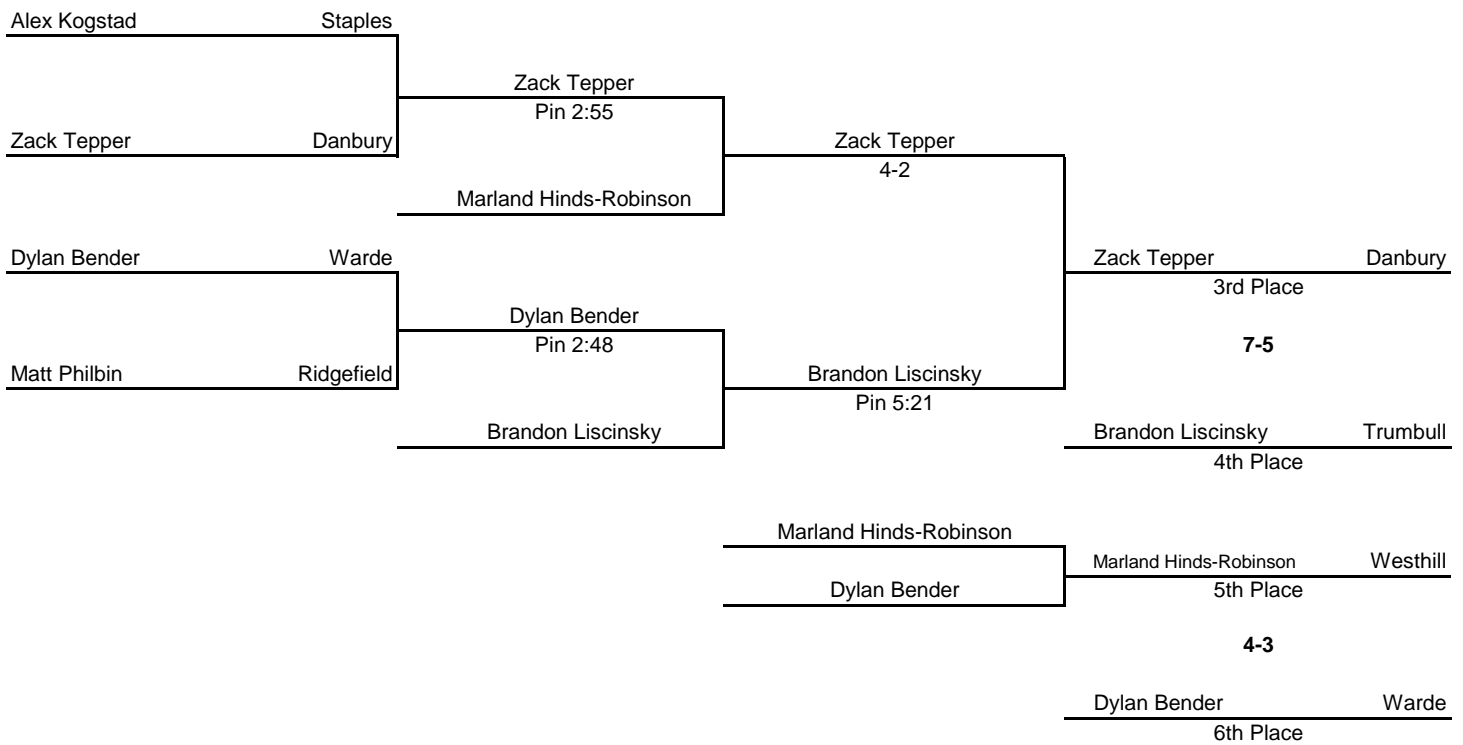 Alex Kogstad Staples
Zack Tepper
Pin 2:55
Zack Tepper Danbury
Zack Tepper
4-2
Marland Hinds-Robinson
Dylan Bender Warde
Zack Tepper Danbury
3rd Place
Dylan Bender
Pin 2:48
7-5
Matt Philbin Ridgefield
Brandon Liscinsky
Pin 5:21
Brandon Liscinsky
Brandon Liscinsky Trumbull
4th Place
Marland Hinds-Robinson
Marland Hinds-Robinson Westhill
Dylan Bender
5th Place
4-3
Dylan Bender Warde
6th Place